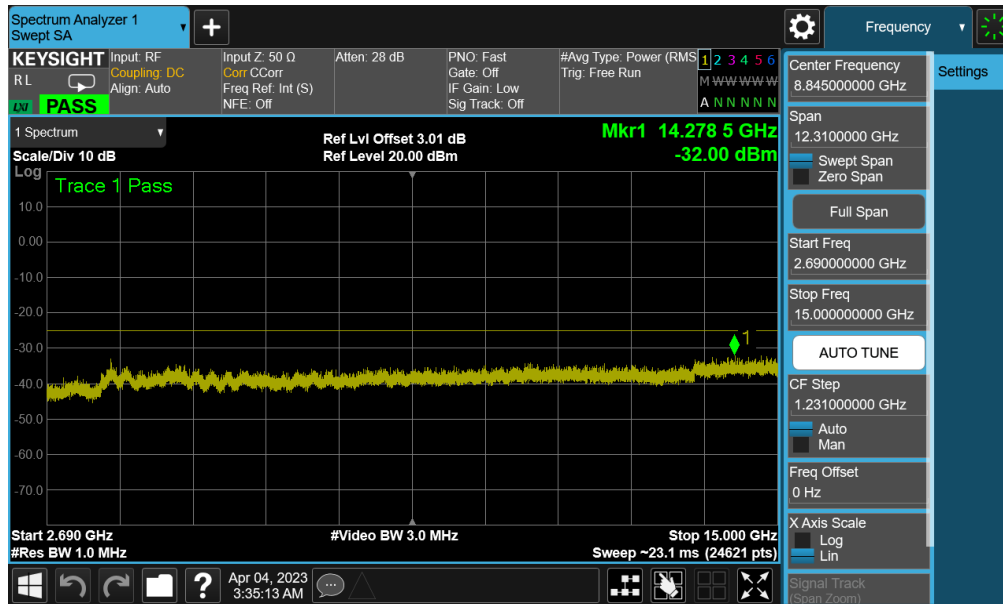 Spectrum Analyzer 1
Swept SA
+
Frequency
KEYSIGHT
RL
LXI PASS
Input: RF
Coupling: DC
Align: Auto
Input Z: 50 Ω
Corr CCorr
Freq Ref: Int (S)
NFE: Off
Atten: 28 dB
PNO: Fast
Gate: Off
IF Gain: Low
Sig Track: Off
#Avg Type: Power (RMS
Trig: Free Run
1 2 3 4 5 6
M W W W W W
A N N N N N
1 Spectrum
Scale/Div 10 dB
Ref Lvl Offset 3.01 dB
Ref Level 20.00 dBm
Mkr1 14.278 5 GHz
-32.00 dBm
Log
Trace 1 Pass
10.0
0.00
-10.0
-20.0
-30.0
-40.0
-50.0
-60.0
-70.0
1
Start 2.690 GHz
#Res BW 1.0 MHz
#Video BW 3.0 MHz
Stop 15.000 GHz
Sweep ~23.1 ms (24621 pts)
Center Frequency
8.845000000 GHz
Span
12.3100000 GHz
Swept Span
Zero Span
Full Span
Start Freq
2.690000000 GHz
Stop Freq
15.000000000 GHz
AUTO TUNE
CF Step
1.231000000 GHz
Auto
Man
Freq Offset
0 Hz
X Axis Scale
Log
Lin
Signal Track
(Span Zoom)
Settings
?
Apr 04, 2023
3:35:13 AM